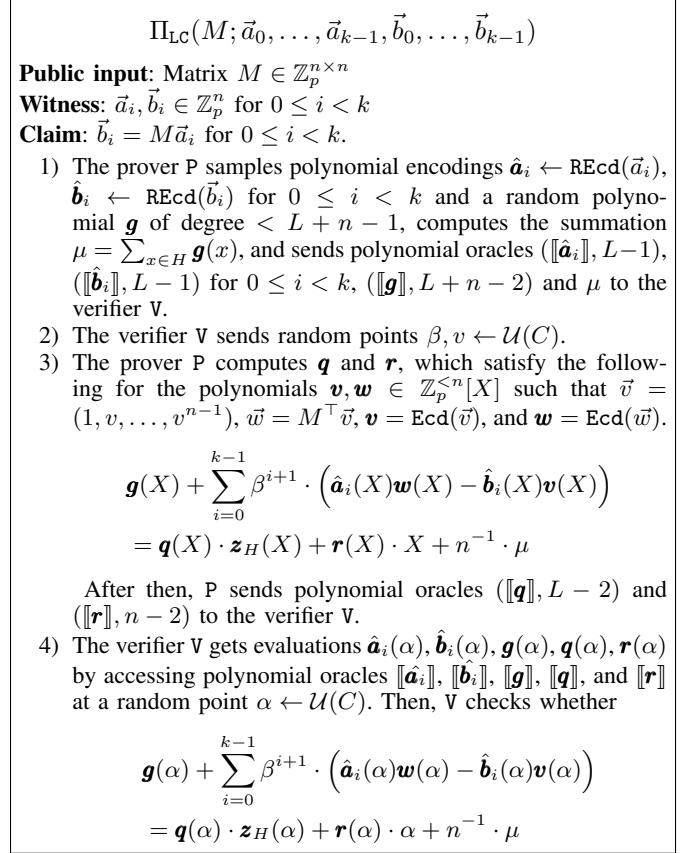 Π_LC(M; a⃗_0, …, a⃗_{k−1}, b⃗_0, …, b⃗_{k−1})
Public input: Matrix M ∈ ℤ_p^{n×n}
Witness: a⃗_i, b⃗_i ∈ ℤ_p^n for 0 ≤ i < k
Claim: b⃗_i = Ma⃗_i for 0 ≤ i < k.
1) The prover P samples polynomial encodings â_i ← REcd(a⃗_i),
b̂_i ← REcd(b⃗_i) for 0 ≤ i < k and a random polyno-
mial g of degree < L + n − 1, computes the summation
μ = ∑_{x∈H} g(x), and sends polynomial oracles (⟦â_i⟧, L−1),
(⟦b̂_i⟧, L − 1) for 0 ≤ i < k, (⟦g⟧, L + n − 2) and μ to the
verifier V.
2) The verifier V sends random points β, v ← 𝒰(C).
3) The prover P computes q and r, which satisfy the follow-
ing for the polynomials v, w ∈ ℤ_p^{<n}[X] such that v⃗ =
(1, v, …, v^{n−1}), w⃗ = M^⊤v⃗, v = Ecd(v⃗), and w = Ecd(w⃗).
g(X) + ∑_{i=0}^{k−1} β^{i+1} · (â_i(X)w(X) − b̂_i(X)v(X))
= q(X) · z_H(X) + r(X) · X + n^{−1} · μ
After then, P sends polynomial oracles (⟦q⟧, L − 2) and
(⟦r⟧, n − 2) to the verifier V.
4) The verifier V gets evaluations â_i(α), b̂_i(α), g(α), q(α), r(α)
by accessing polynomial oracles ⟦â_i⟧, ⟦b̂_i⟧, ⟦g⟧, ⟦q⟧, and ⟦r⟧
at a random point α ← 𝒰(C). Then, V checks whether
g(α) + ∑_{i=0}^{k−1} β^{i+1} · (â_i(α)w(α) − b̂_i(α)v(α))
= q(α) · z_H(α) + r(α) · α + n^{−1} · μ